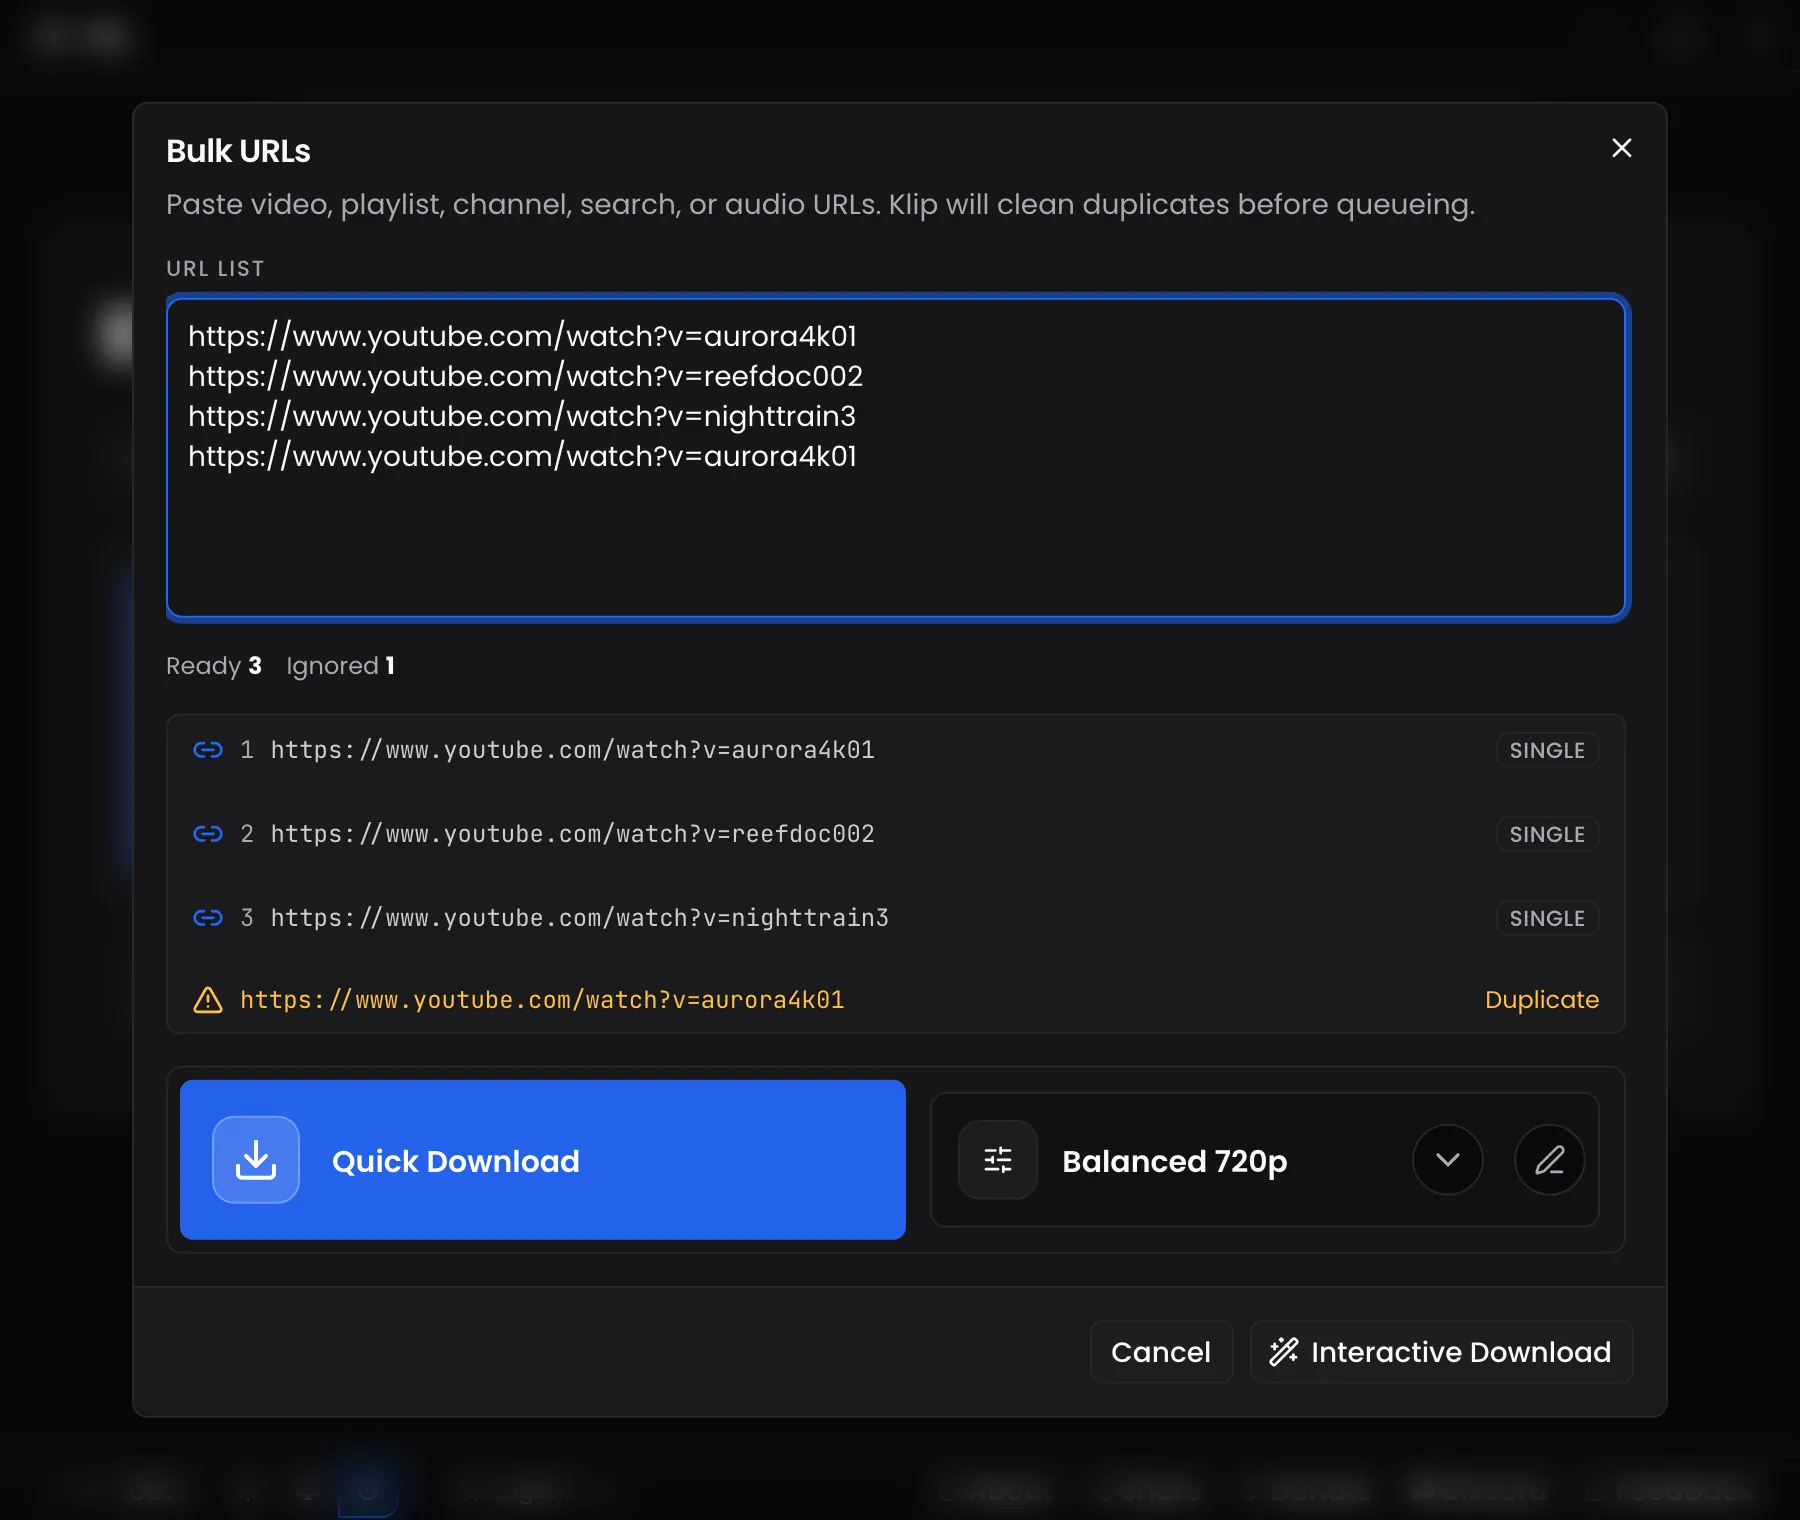 Bulk URLs
Paste video, playlist, channel, search, or audio URLs. Klip will clean duplicates before queueing.
URL LIST
https://www.youtube.com/watch?v=aurora4k01
https://www.youtube.com/watch?v=reefdoc002
https://www.youtube.com/watch?v=nighttrain3
https://www.youtube.com/watch?v=aurora4k01
Ready 3 Ignored 1
1 https://www.youtube.com/watch?v=aurora4k01 SINGLE
2 https://www.youtube.com/watch?v=reefdoc002 SINGLE
3 https://www.youtube.com/watch?v=nighttrain3 SINGLE
https://www.youtube.com/watch?v=aurora4k01 Duplicate
Quick Download Balanced 720p
Cancel Interactive Download